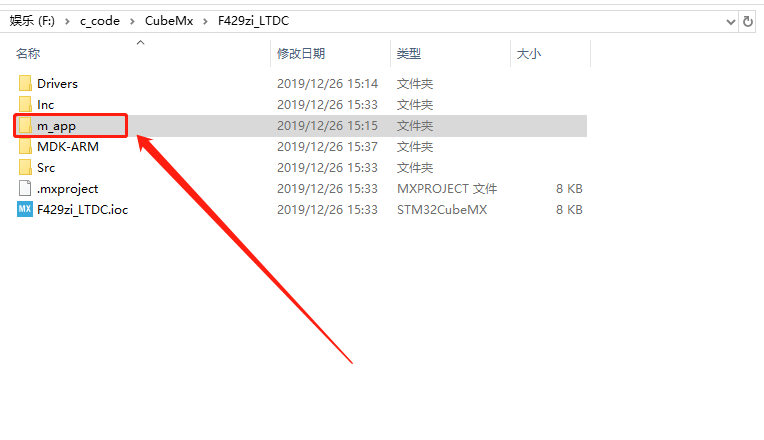 娱乐 (F:) > c_code > CubeMx > F429zi_LTDC
名称 修改日期 类型 大小
Drivers 2019/12/26 15:14 文件夹
Inc 2019/12/26 15:33 文件夹
m_app 2019/12/26 15:15 文件夹
MDK-ARM 2019/12/26 15:37 文件夹
Src 2019/12/26 15:33 文件夹
.mxproject 2019/12/26 15:33 MXPROJECT 文件 8 KB
MX F429zi_LTDC.ioc 2019/12/26 15:33 STM32CubeMX 8 KB